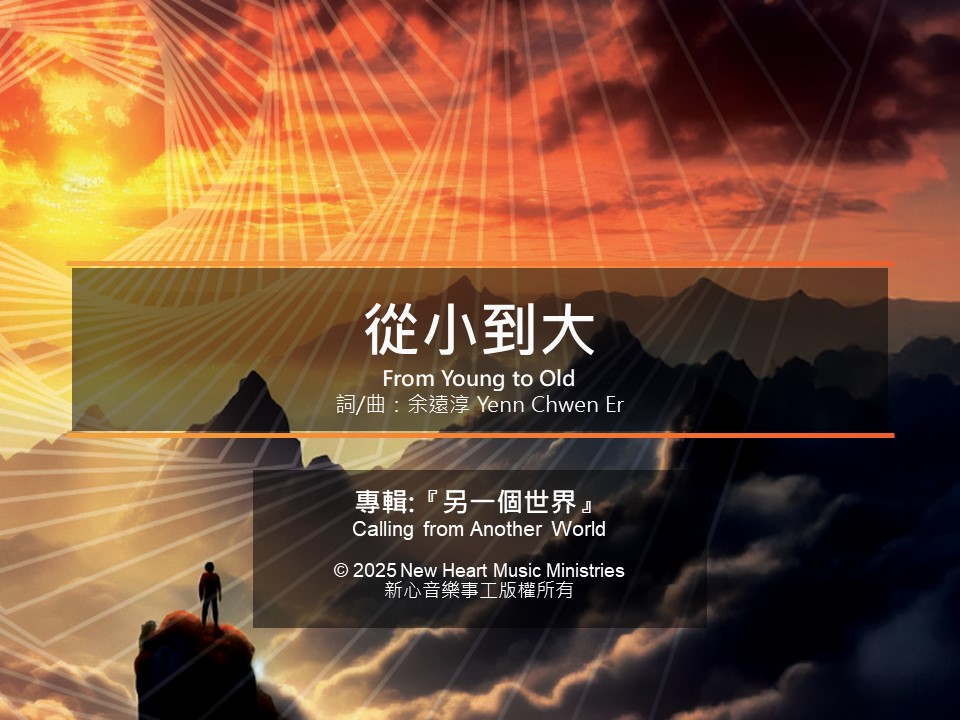 從小到大
From Young to Old
詞/曲：余遠淳 Yenn Chwen Er
專輯:『另一個世界』
Calling from Another World
© 2025 New Heart Music Ministries
新心音樂事工版權所有